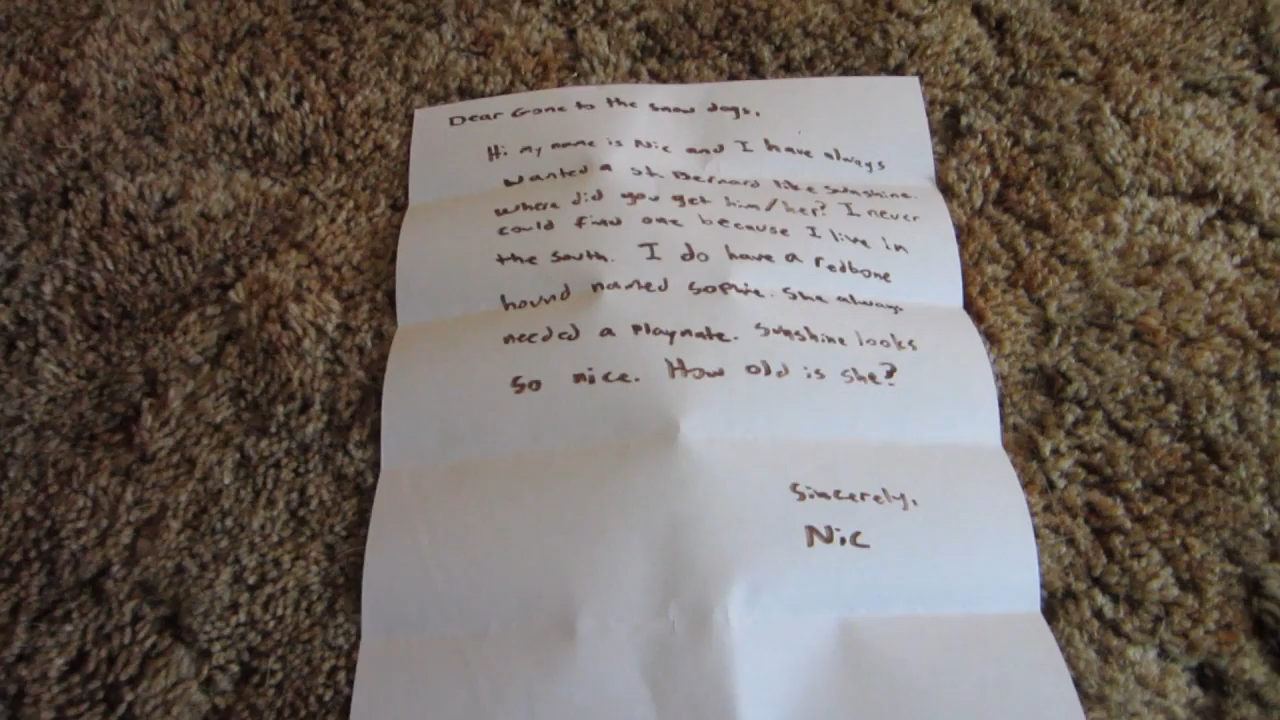 Dear Gone to the Snow dogs,
Hi my name is Nic and I have always
wanted a st. Bernard like Sunshine.
where did you get him/her? I never
could find one because I live in
the south. I do have a redbone
hound named Sophie. She always
needed a playmate. Sunshine looks
so nice. How old is she?
Sincerely,
Nic